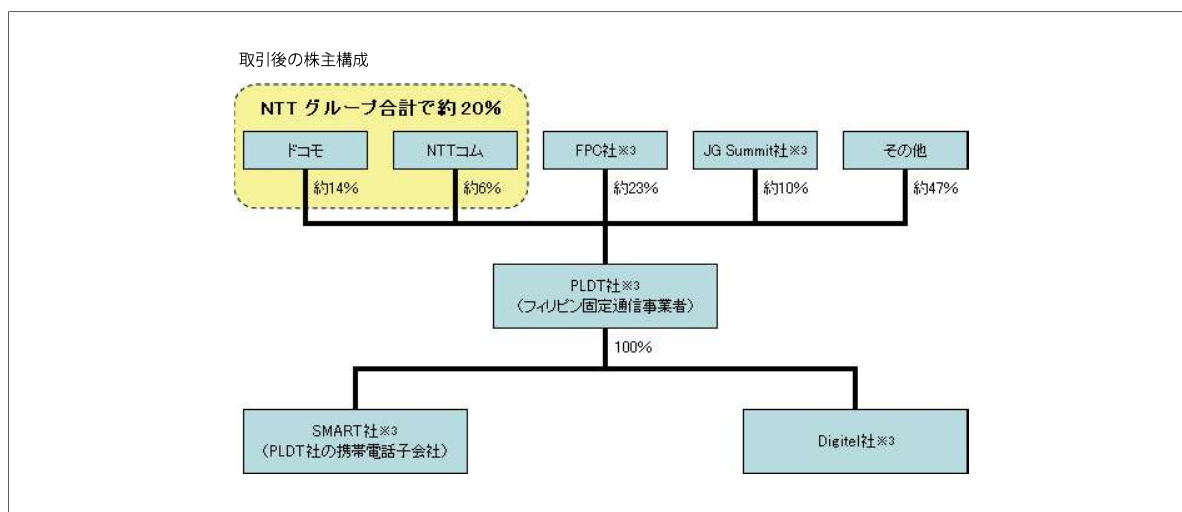 取引後の株主構成
NTT グループ合計で約 20%
ドコモ
NTTコム
FPC社※3
JG Summit社※3
その他
約14%
約6%
約23%
約10%
約47%
PLDT社※3
(フィリピン固定通信事業者)
100%
SMART社※3
(PLDT社の携帯電話子会社)
Digitel社※3